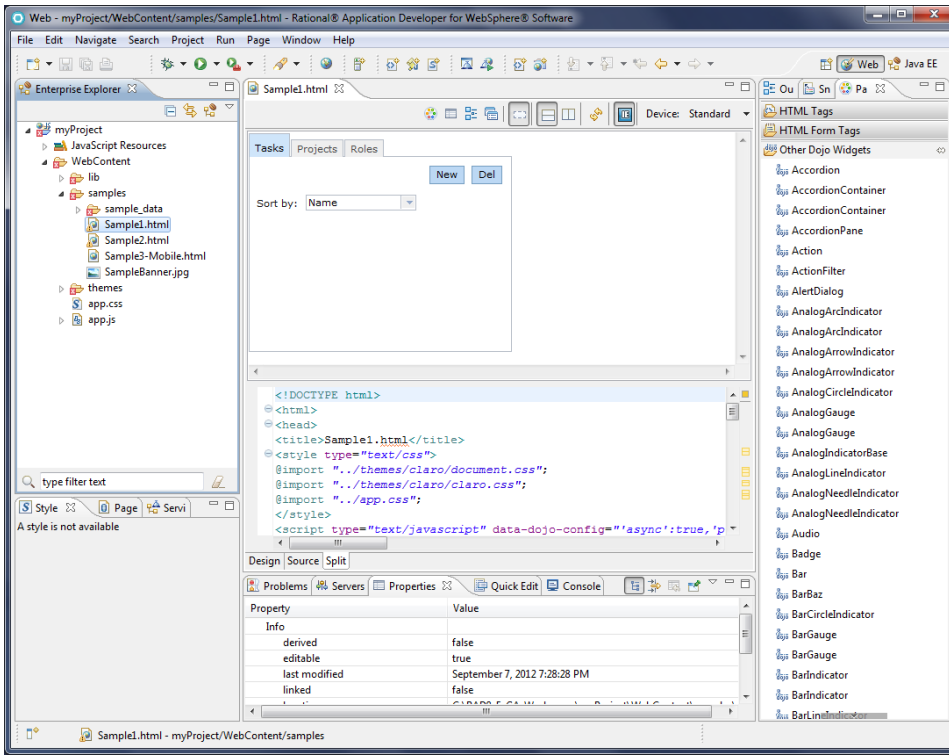 Web - myProject/WebContent/samples/Sample1.html - Rational® Application Developer for WebSphere® Software
File Edit Navigate Search Project Run Page Window Help
Web Java EE
Enterprise Explorer
myProject
JavaScript Resources
WebContent
lib
samples
sample_data
Sample1.html
Sample2.html
Sample3-Mobile.html
SampleBanner.jpg
themes
app.css
app.js
type filter text
Style Page Servi
A style is not available
Sample1.html
Device: Standard
Tasks Projects Roles
New Del
Sort by: Name
<!DOCTYPE html>
<html>
<head>
<title>Sample1.html</title>
<style type="text/css">
@import "../themes/claro/document.css";
@import "../themes/claro/claro.css";
@import "../app.css";
</style>
<script type="text/javascript" data-dojo-config="'async':true,'p
Design Source Split
Problems Servers Properties Quick Edit Console
Property Value
Info
derived false
editable true
last modified September 7, 2012 7:28:28 PM
linked false
Ou Sn Pa
HTML Tags
HTML Form Tags
Other Dojo Widgets
Accordion
AccordionContainer
AccordionContainer
AccordionPane
Action
ActionFilter
AlertDialog
AnalogArcIndicator
AnalogArcIndicator
AnalogArrowIndicator
AnalogArrowIndicator
AnalogCircleIndicator
AnalogGauge
AnalogGauge
AnalogIndicatorBase
AnalogLineIndicator
AnalogNeedleIndicator
AnalogNeedleIndicator
Audio
Badge
Bar
BarBaz
BarCircleIndicator
BarGauge
BarGauge
BarIndicator
BarIndicator
BarLineIndicator
Sample1.html - myProject/WebContent/samples